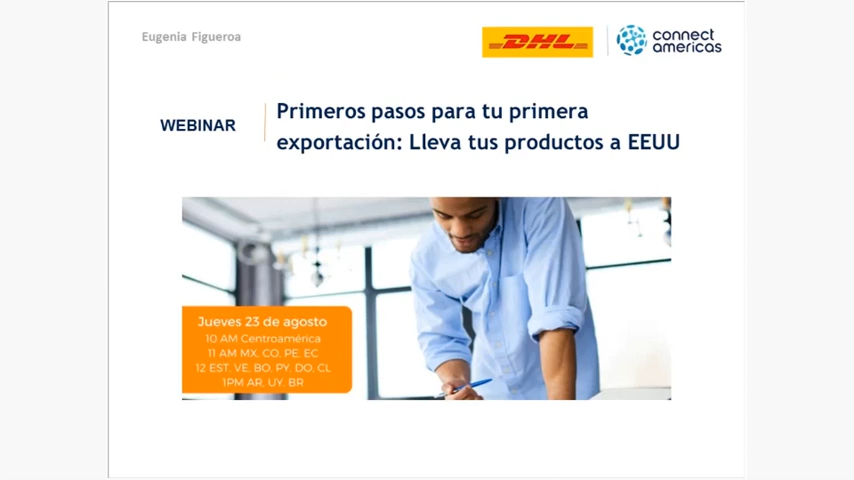 Eugenia Figueroa
DHL
connect
americas
WEBINAR
Primeros pasos para tu primera
exportación: Lleva tus productos a EEUU
Jueves 23 de agosto
10 AM Centroamérica
11 AM MX, CO, PE, EC
12 EST, VE, BO, PY, DO, CL
1PM AR, UY, BR